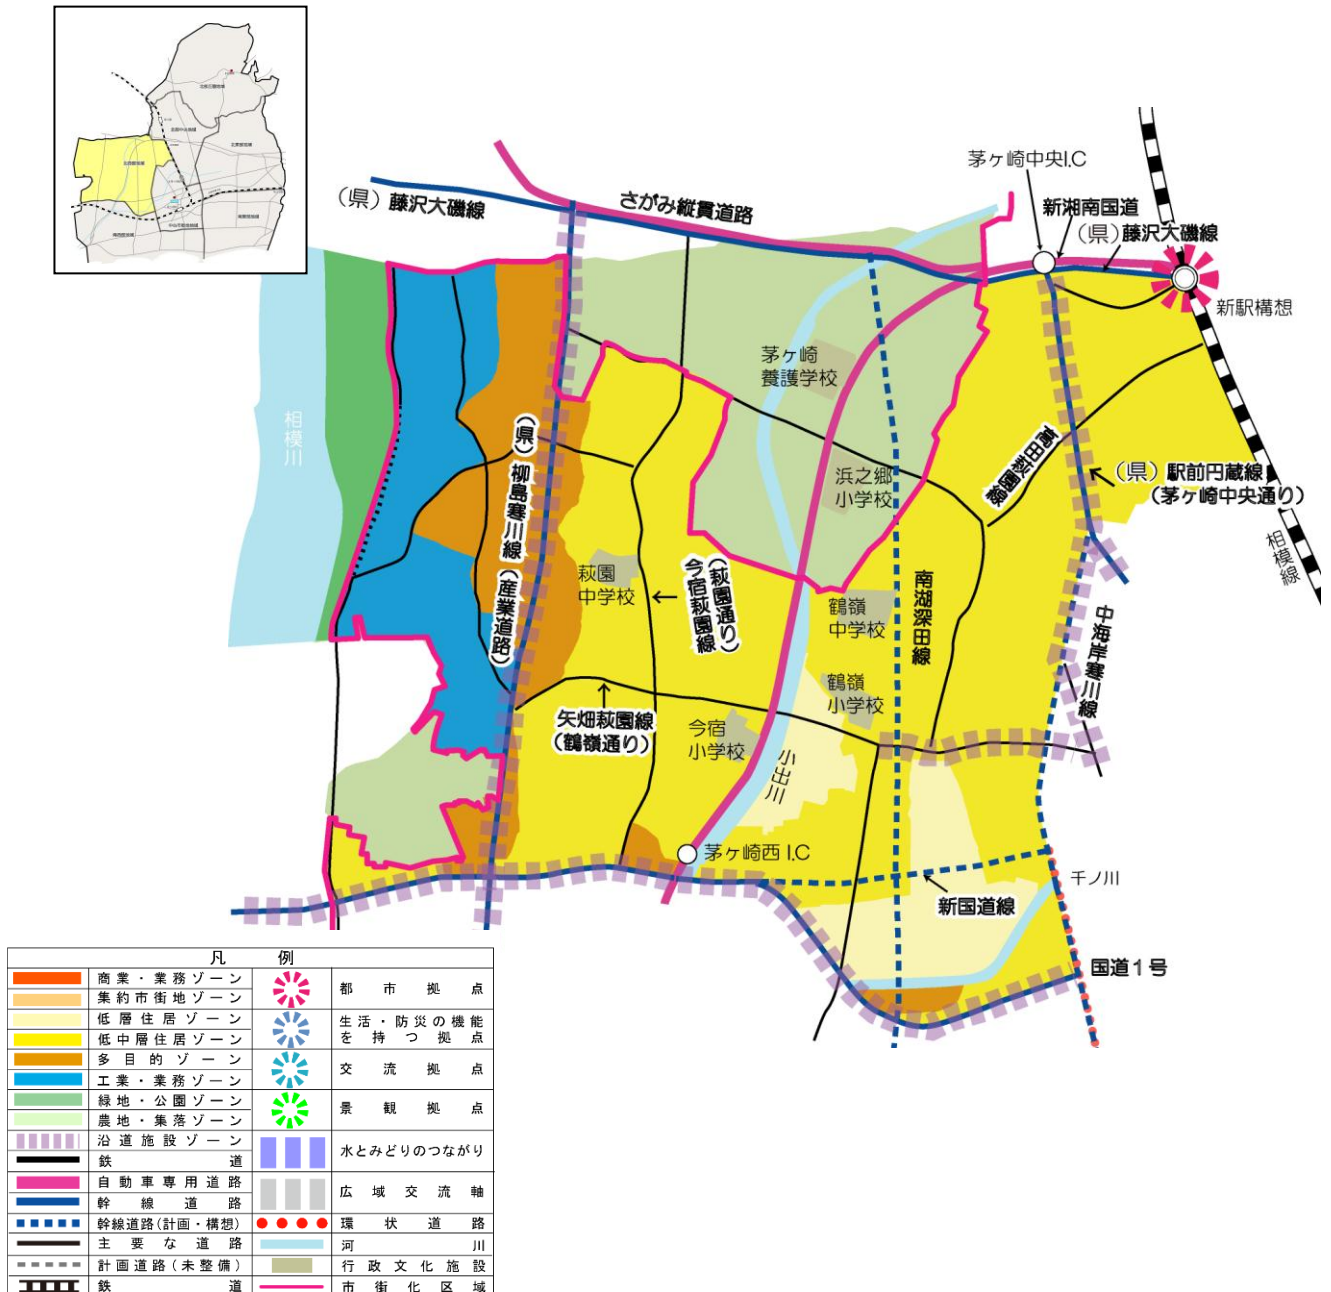 茅ヶ崎中央I.C
(県) 藤沢大磯線
さがみ縦貫道路
新湘南国道
(県) 藤沢大磯線
新駅構想
茅ヶ崎
養護学校
相模川
(県) 柳島寒川線 (産業道路)
浜之郷
小学校
高田萩園線
(県) 駅前円蔵線
(茅ヶ崎中央通り)
相模線
萩園
中学校
(萩園通り)
今宿萩園線
鶴嶺
中学校
南湖深田線
中海岸寒川線
鶴嶺
小学校
矢畑萩園線
(鶴嶺通り)
今宿
小学校
小出川
茅ヶ崎西 I.C
千ノ川
新国道線
国道1号
凡例
商業・業務ゾーン
都市拠点
集約市街地ゾーン
低層住居ゾーン
生活・防災の機能
を持つ拠点
低中層住居ゾーン
多目的ゾーン
交流拠点
工業・業務ゾーン
緑地・公園ゾーン
景観拠点
農地・集落ゾーン
沿道施設ゾーン
水とみどりのつながり
鉄道
自動車専用道路
広域交流軸
幹線道路
幹線道路(計画・構想)
環状道路
主要な道路
河川
計画道路(未整備)
行政文化施設
鉄道
市街化区域